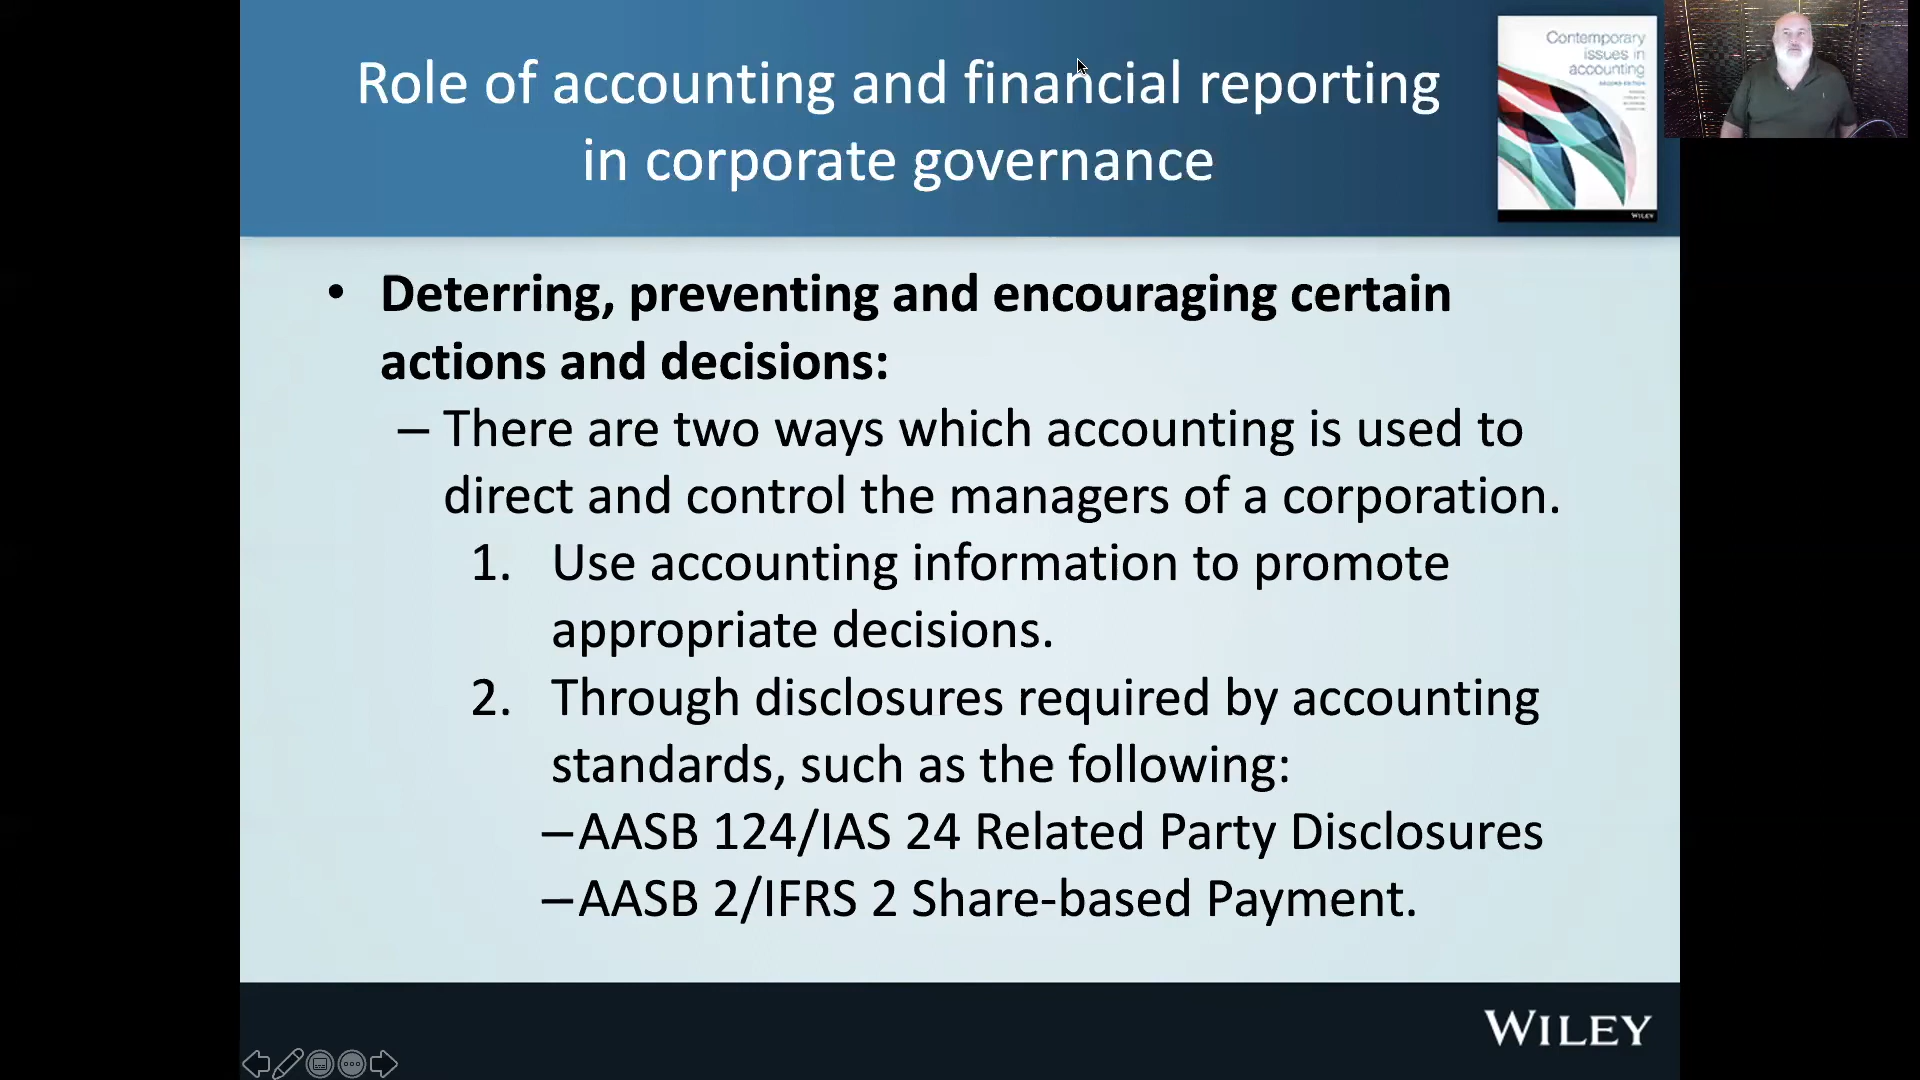 Role of accounting and financial reporting
in corporate governance
Contemporary
issues in
accounting
SECOND EDITION
WILEY
• Deterring, preventing and encouraging certain
actions and decisions:
– There are two ways which accounting is used to
direct and control the managers of a corporation.
1. Use accounting information to promote
appropriate decisions.
2. Through disclosures required by accounting
standards, such as the following:
–AASB 124/IAS 24 Related Party Disclosures
–AASB 2/IFRS 2 Share-based Payment.
WILEY